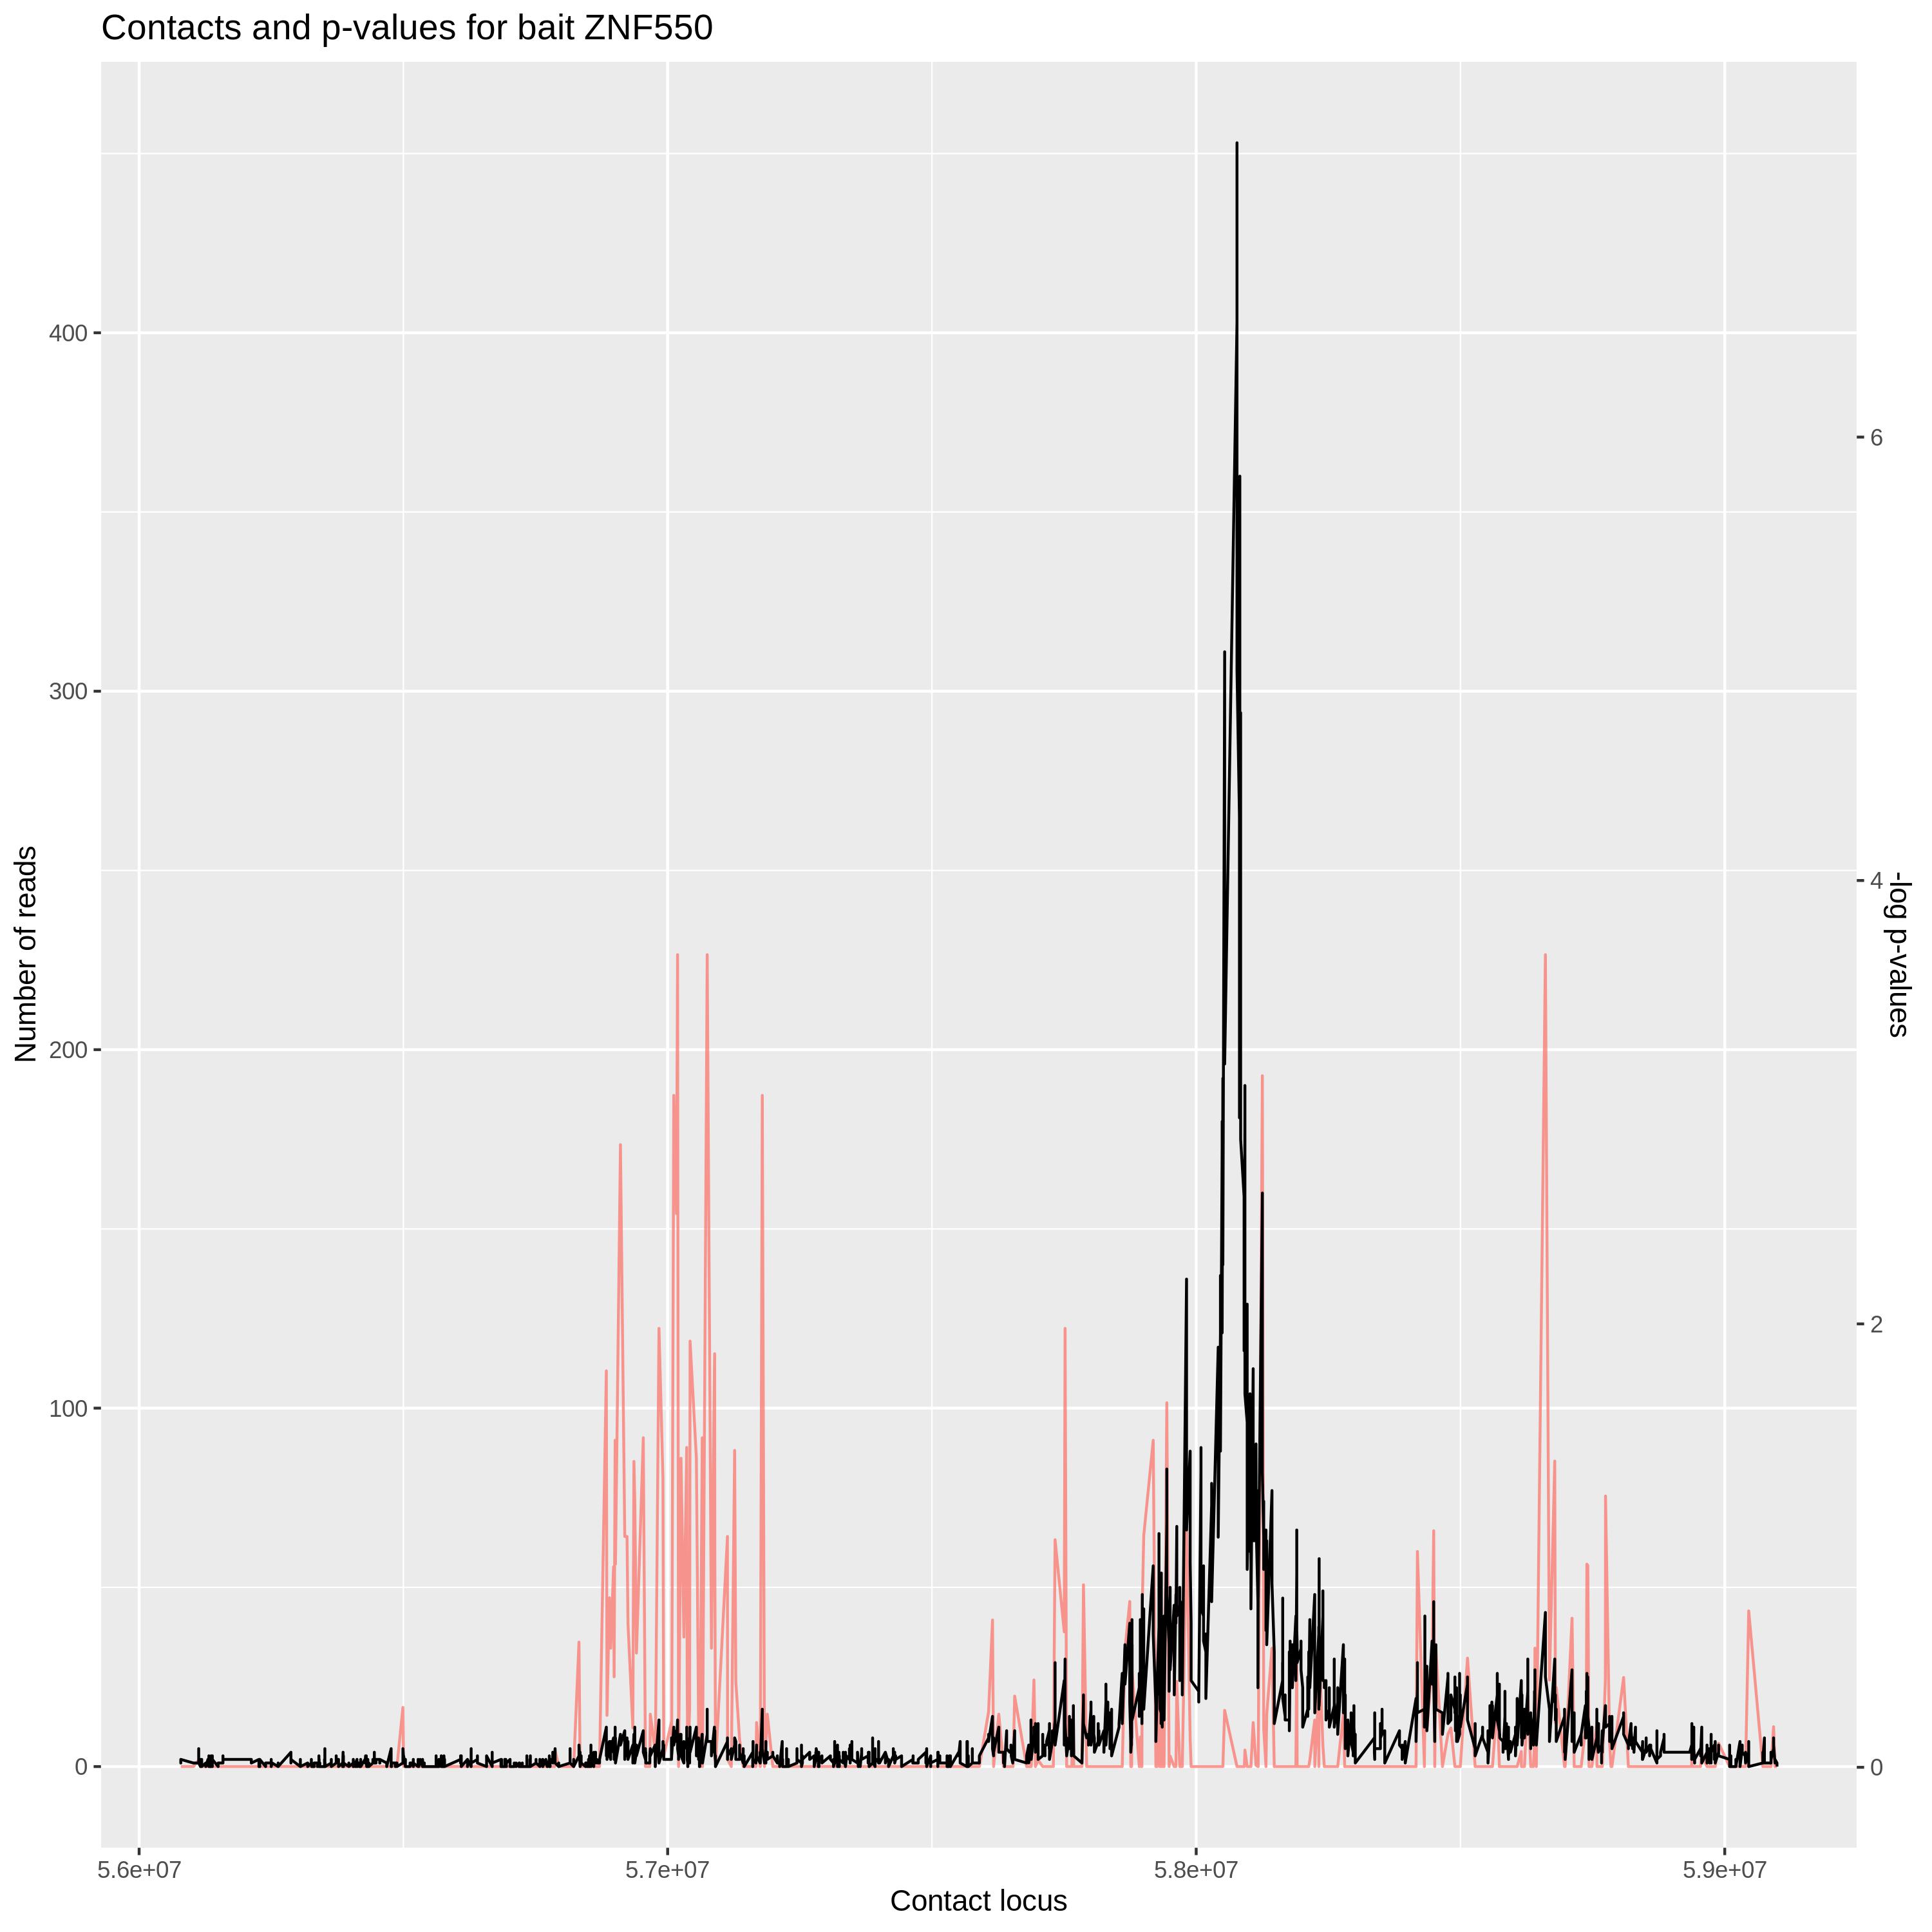 Contacts and p-values for bait ZNF550
Number of reads
400
300
200
100
0
6
4
2
0
-log p-values
5.6e+07
5.7e+07
5.8e+07
5.9e+07
Contact locus